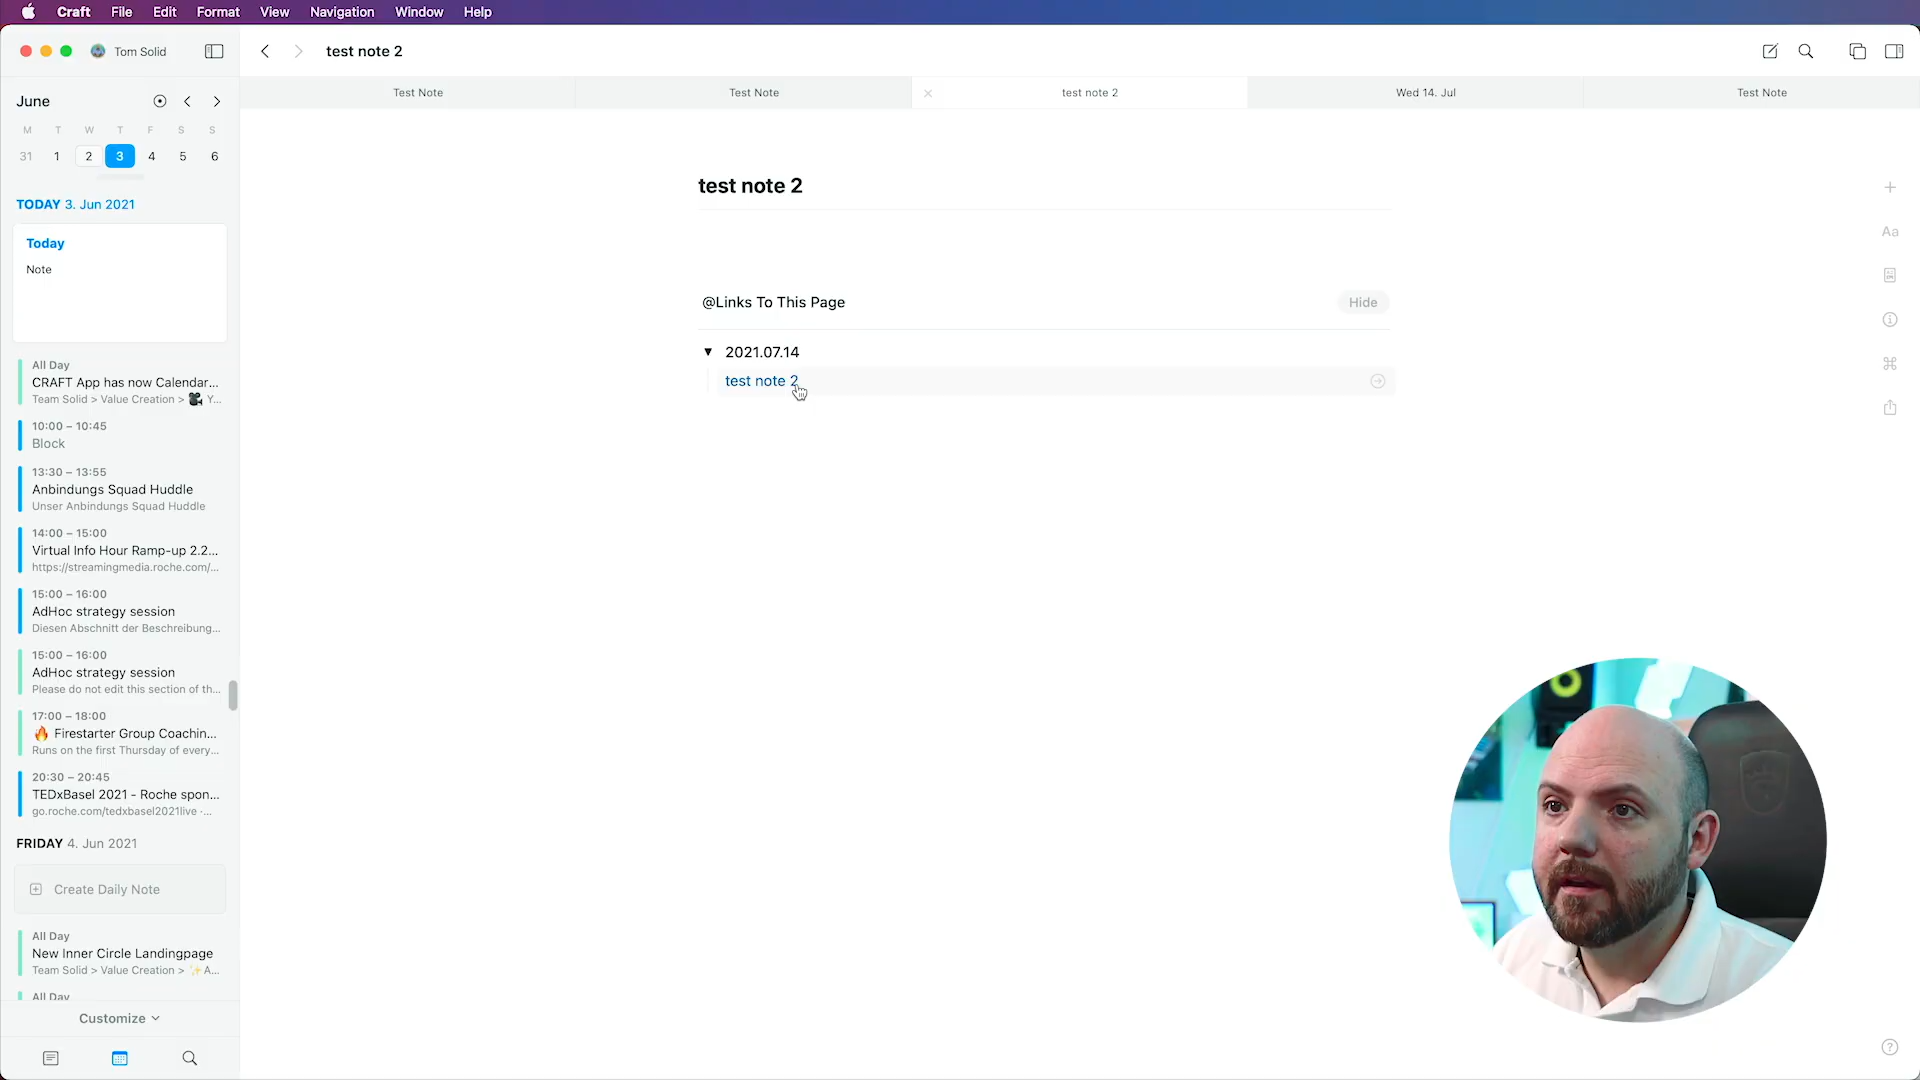 Craft File Edit Format View Navigation Window Help
Tom Solid
test note 2
Test Note
Test Note
test note 2
Wed 14. Jul
Test Note
June
M T W T F S S
31 1 2 3 4 5 6
TODAY 3. Jun 2021
Today
Note
All Day
CRAFT App has now Calendar...
Team Solid > Value Creation > 🎥 Y...
10:00 – 10:45
Block
13:30 – 13:55
Anbindungs Squad Huddle
Unser Anbindungs Squad Huddle
14:00 – 15:00
Virtual Info Hour Ramp-up 2.2...
https://streamingmedia.roche.com/...
15:00 – 16:00
AdHoc strategy session
Diesen Abschnitt der Beschreibung...
15:00 – 16:00
AdHoc strategy session
Please do not edit this section of th...
17:00 – 18:00
🔥 Firestarter Group Coachin...
Runs on the first Thursday of every...
20:30 – 20:45
TEDxBasel 2021 - Roche spon...
go.roche.com/tedxbasel2021live ·...
FRIDAY 4. Jun 2021
Create Daily Note
All Day
New Inner Circle Landingpage
Team Solid > Value Creation > ✨A...
All Day
Customize
test note 2
@Links To This Page
Hide
2021.07.14
test note 2
Aa